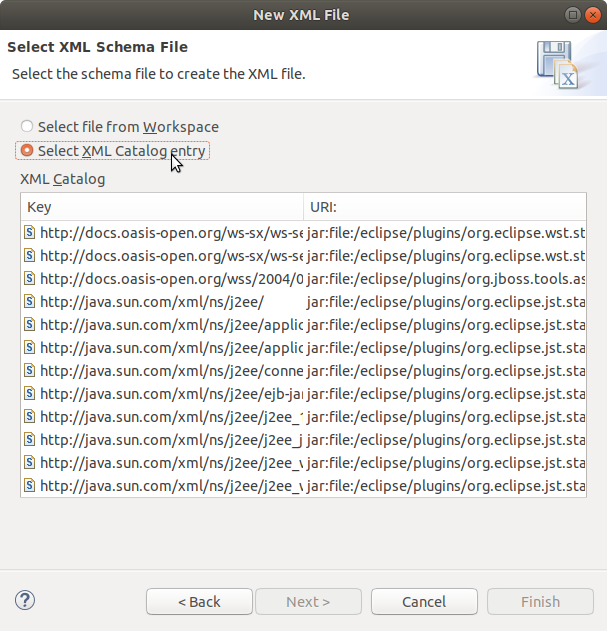 New XML File
Select XML Schema File
Select the schema file to create the XML file.
X
Select file from Workspace
Select XML Catalog entry
XML Catalog
Key URI:
S http://docs.oasis-open.org/ws-sx/ws-se jar:file:/eclipse/plugins/org.eclipse.wst.st
S http://docs.oasis-open.org/ws-sx/ws-se jar:file:/eclipse/plugins/org.eclipse.wst.st
S http://docs.oasis-open.org/wss/2004/0 jar:file:/eclipse/plugins/org.jboss.tools.as
S http://java.sun.com/xml/ns/j2ee/ jar:file:/eclipse/plugins/org.eclipse.jst.sta
S http://java.sun.com/xml/ns/j2ee/applic jar:file:/eclipse/plugins/org.eclipse.jst.sta
S http://java.sun.com/xml/ns/j2ee/applic jar:file:/eclipse/plugins/org.eclipse.jst.sta
S http://java.sun.com/xml/ns/j2ee/conne jar:file:/eclipse/plugins/org.eclipse.jst.sta
S http://java.sun.com/xml/ns/j2ee/ejb-jar jar:file:/eclipse/plugins/org.eclipse.jst.sta
S http://java.sun.com/xml/ns/j2ee/j2ee_1 jar:file:/eclipse/plugins/org.eclipse.jst.sta
S http://java.sun.com/xml/ns/j2ee/j2ee_j jar:file:/eclipse/plugins/org.eclipse.jst.sta
S http://java.sun.com/xml/ns/j2ee/j2ee_v jar:file:/eclipse/plugins/org.eclipse.jst.sta
S http://java.sun.com/xml/ns/j2ee/j2ee_v jar:file:/eclipse/plugins/org.eclipse.jst.sta
? < Back Next > Cancel Finish